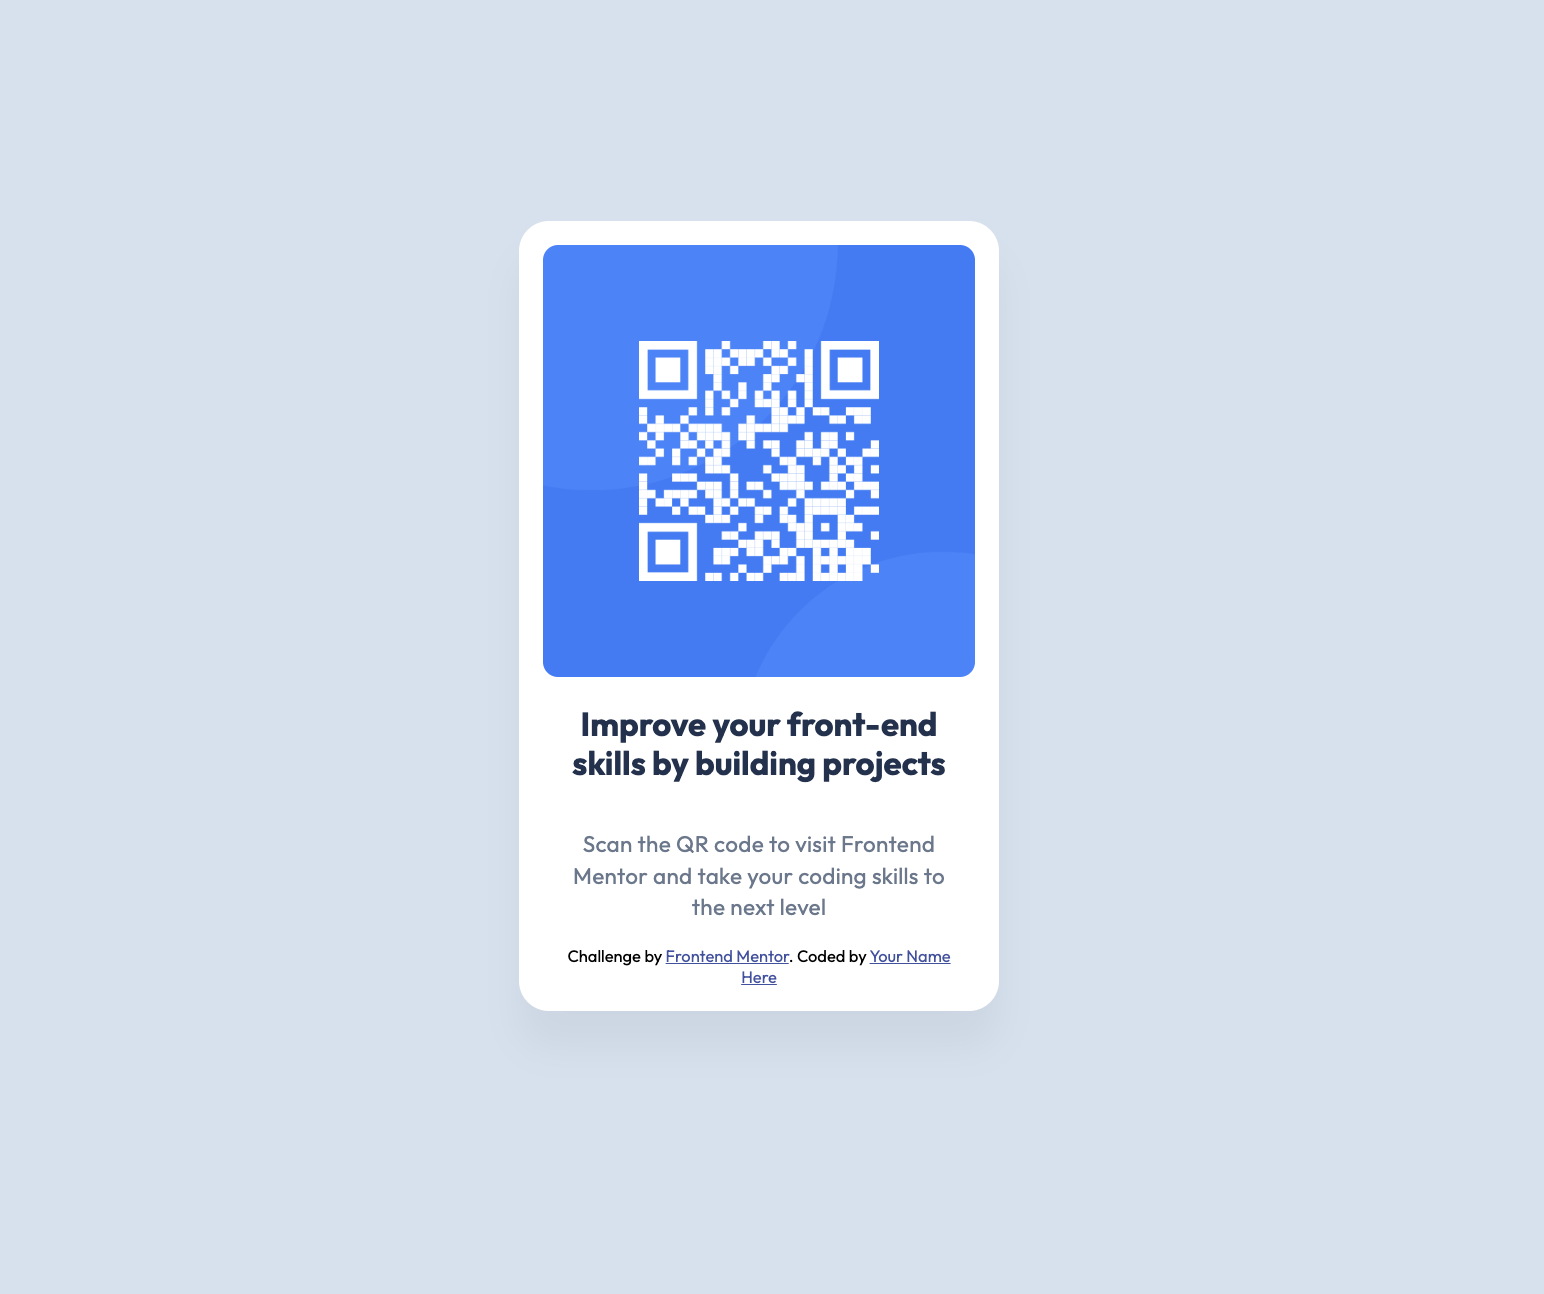 Improve your front-end
skills by building projects
Scan the QR code to visit Frontend
Mentor and take your coding skills to
the next level
Challenge by Frontend Mentor. Coded by Your Name
Here